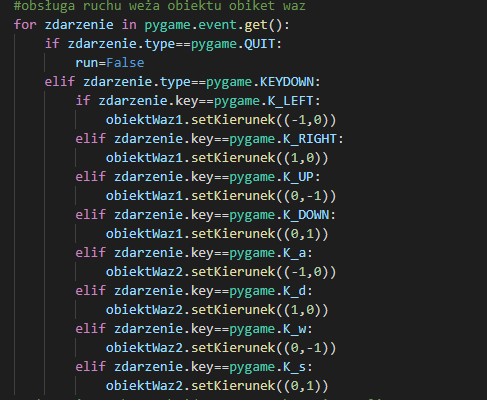 #obsługa ruchu weża obiektu obiket waz
for zdarzenie in pygame.event.get():
    if zdarzenie.type==pygame.QUIT:
        run=False
    elif zdarzenie.type==pygame.KEYDOWN:
        if zdarzenie.key==pygame.K_LEFT:
            obiektWaz1.setKierunek((-1,0))
        elif zdarzenie.key==pygame.K_RIGHT:
            obiektWaz1.setKierunek((1,0))
        elif zdarzenie.key==pygame.K_UP:
            obiektWaz1.setKierunek((0,-1))
        elif zdarzenie.key==pygame.K_DOWN:
            obiektWaz1.setKierunek((0,1))
        elif zdarzenie.key==pygame.K_a:
            obiektWaz2.setKierunek((-1,0))
        elif zdarzenie.key==pygame.K_d:
            obiektWaz2.setKierunek((1,0))
        elif zdarzenie.key==pygame.K_w:
            obiektWaz2.setKierunek((0,-1))
        elif zdarzenie.key==pygame.K_s:
            obiektWaz2.setKierunek((0,1))